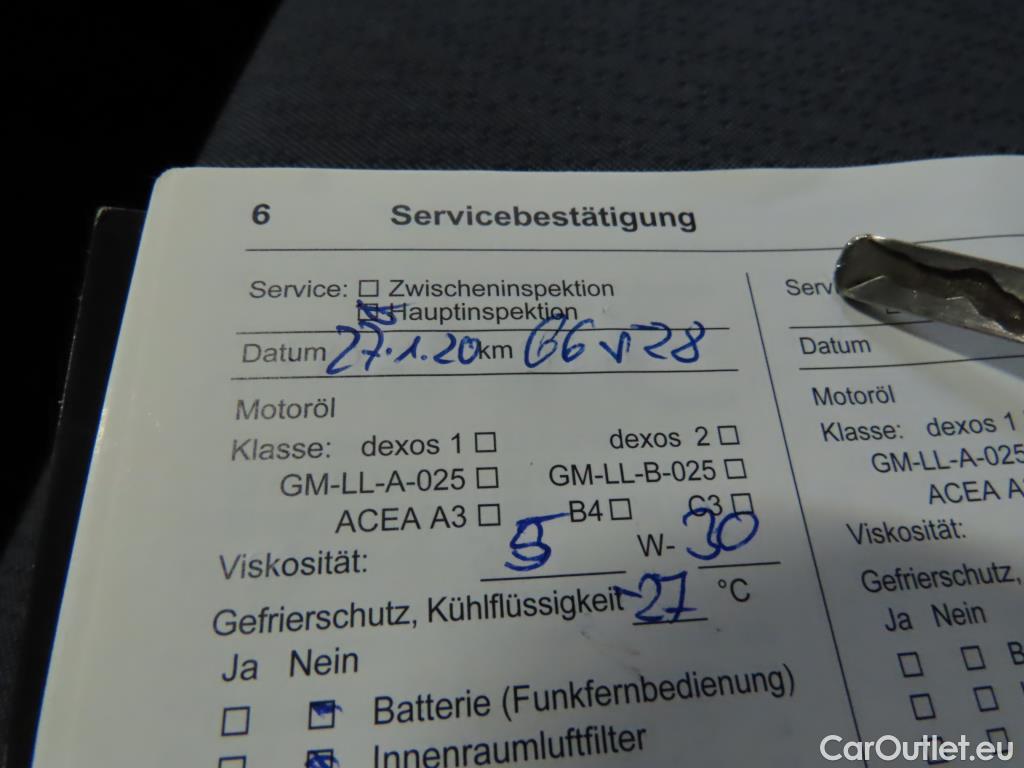 6 Servicebestätigung
Service: ☐ Zwischeninspektion
☒ Hauptinspektion
Datum 27.1.20 km
Motoröl
Klasse: dexos 1 ☐ dexos 2 ☐
GM-LL-A-025 ☐ GM-LL-B-025 ☐
ACEA A3 ☐ B4 ☐ C3 ☐
Viskosität: 5 W-30
Gefrierschutz, Kühlflüssigkeit -27 °C
Ja Nein
☐ ☒ Batterie (Funkfernbedienung)
☐ ☒ Innenraumluftfilter
Datum
Motoröl
Klasse: dexos 1
GM-LL-A-025
ACEA
Viskosität:
Gefrierschutz,
Ja Nein
☐ ☐ B
☐ ☐
CarOutlet.eu